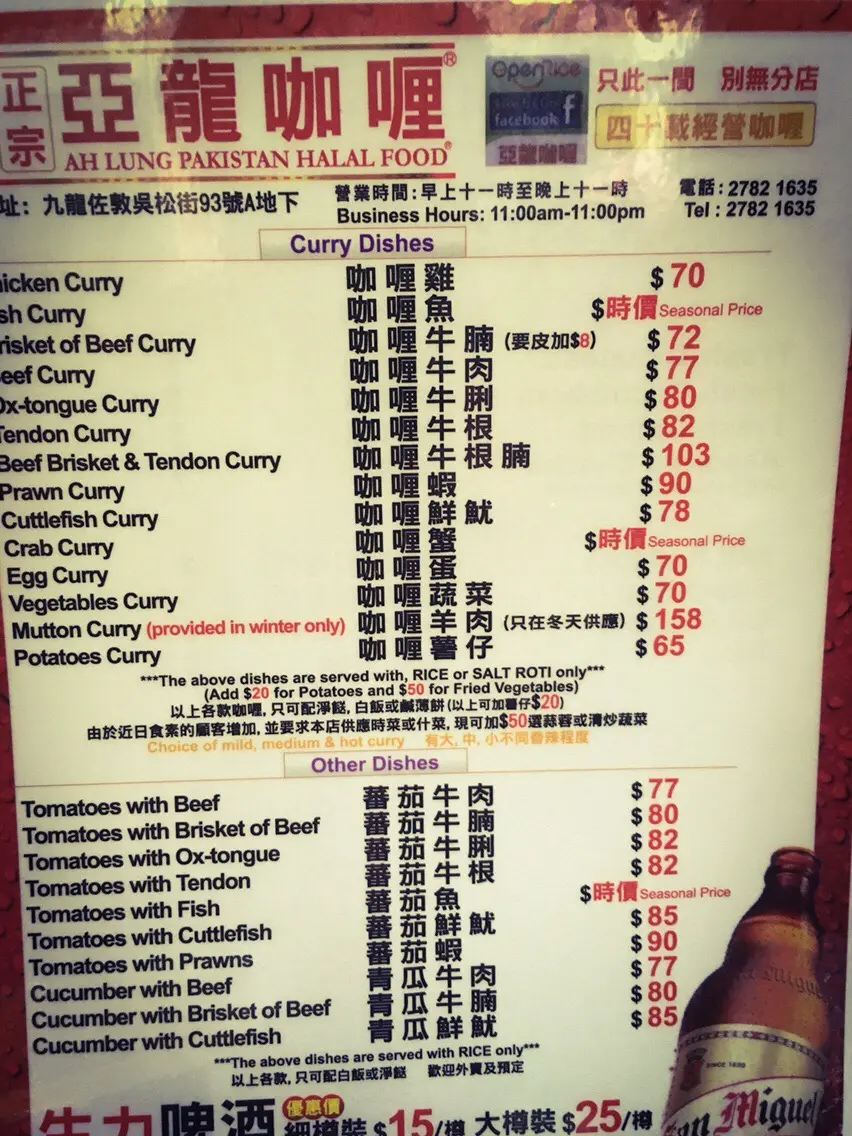 正宗 亞龍咖喱®
AH LUNG PAKISTAN HALAL FOOD®
OpenRice
facebook f
亞龍咖喱
只此一間 別無分店
四十載經營咖喱
址：九龍佐敦吳松街93號A地下
營業時間：早上十一時至晚上十一時
Business Hours: 11:00am-11:00pm
電話：2782 1635
Tel : 2782 1635
Curry Dishes
hicken Curry 咖喱雞 $70
sh Curry 咖喱魚 $時價 Seasonal Price
risket of Beef Curry 咖喱牛腩 (要皮加$8) $72
eef Curry 咖喱牛肉 $77
Ox-tongue Curry 咖喱牛脷 $80
Tendon Curry 咖喱牛根 $82
Beef Brisket & Tendon Curry 咖喱牛根腩 $103
Prawn Curry 咖喱蝦 $90
Cuttlefish Curry 咖喱鮮魷 $78
Crab Curry 咖喱蟹 $時價 Seasonal Price
Egg Curry 咖喱蛋 $70
Vegetables Curry 咖喱蔬菜 $70
Mutton Curry (provided in winter only) 咖喱羊肉 (只在冬天供應) $158
Potatoes Curry 咖喱薯仔 $65
***The above dishes are served with, RICE or SALT ROTI only***
(Add $20 for Potatoes and $50 for Fried Vegetables)
以上各款咖喱, 只可配淨餸, 白飯或鹹薄餅 (以上可加薯仔$20)
由於近日食素的顧客增加, 並要求本店供應時菜或什菜, 現可加$50選蒜蓉或清炒蔬菜
Choice of mild, medium & hot curry 有大, 中, 小不同香辣程度
Other Dishes
Tomatoes with Beef 蕃茄牛肉 $77
Tomatoes with Brisket of Beef 蕃茄牛腩 $80
Tomatoes with Ox-tongue 蕃茄牛脷 $82
Tomatoes with Tendon 蕃茄牛根 $82
Tomatoes with Fish 蕃茄魚 $時價 Seasonal Price
Tomatoes with Cuttlefish 蕃茄鮮魷 $85
Tomatoes with Prawns 蕃茄蝦 $90
Cucumber with Beef 青瓜牛肉 $77
Cucumber with Brisket of Beef 青瓜牛腩 $80
Cucumber with Cuttlefish 青瓜鮮魷 $85
***The above dishes are served with RICE only***
以上各款, 只可配白飯或淨餸 歡迎外賣及預定
生力啤酒 優惠價 細樽裝 $15/樽 大樽裝 $25/樽
SINCE 1890
San Miguel